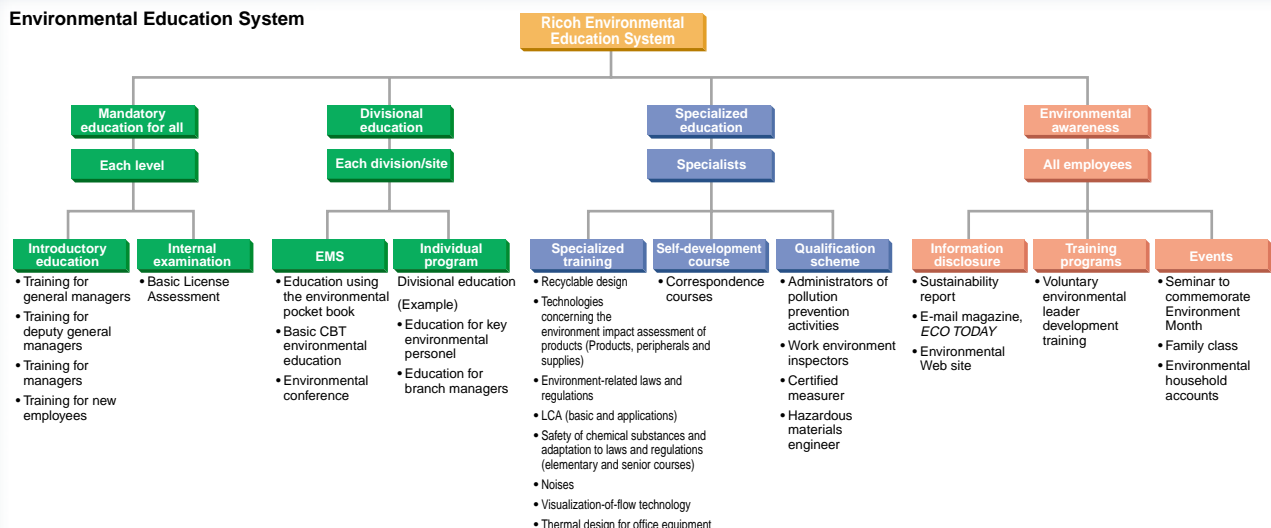 Environmental Education System
Ricoh Environmental
Education System
Mandatory
education for all
Each level
Introductory
education
• Training for
general managers
• Training for
deputy general
managers
• Training for
managers
• Training for new
employees
Internal
examination
• Basic License
Assessment
Divisional
education
Each division/site
EMS
• Education using
the environmental
pocket book
• Basic CBT
environmental
education
• Environmental
conference
Individual
program
Divisional education
(Example)
• Education for key
environmental
personel
• Education for
branch managers
Specialized
education
Specialists
Specialized
training
• Recyclable design
• Technologies
concerning the
environment impact assessment of
products (Products, peripherals and
supplies)
• Environment-related laws and
regulations
• LCA (basic and applications)
• Safety of chemical substances and
adaptation to laws and regulations
(elementary and senior courses)
• Noises
• Visualization-of-flow technology
• Thermal design for office equipment
Self-development
course
• Correspondence
courses
Qualification
scheme
• Administrators of
pollution
prevention
activities
• Work environment
inspectors
• Certified
measurer
• Hazardous
materials
engineer
Environmental
awareness
All employees
Information
disclosure
• Sustainability
report
• E-mail magazine,
ECO TODAY
• Environmental
Web site
Training
programs
• Voluntary
environmental
leader
development
training
Events
• Seminar to
commemorate
Environment
Month
• Family class
• Environmental
household
accounts